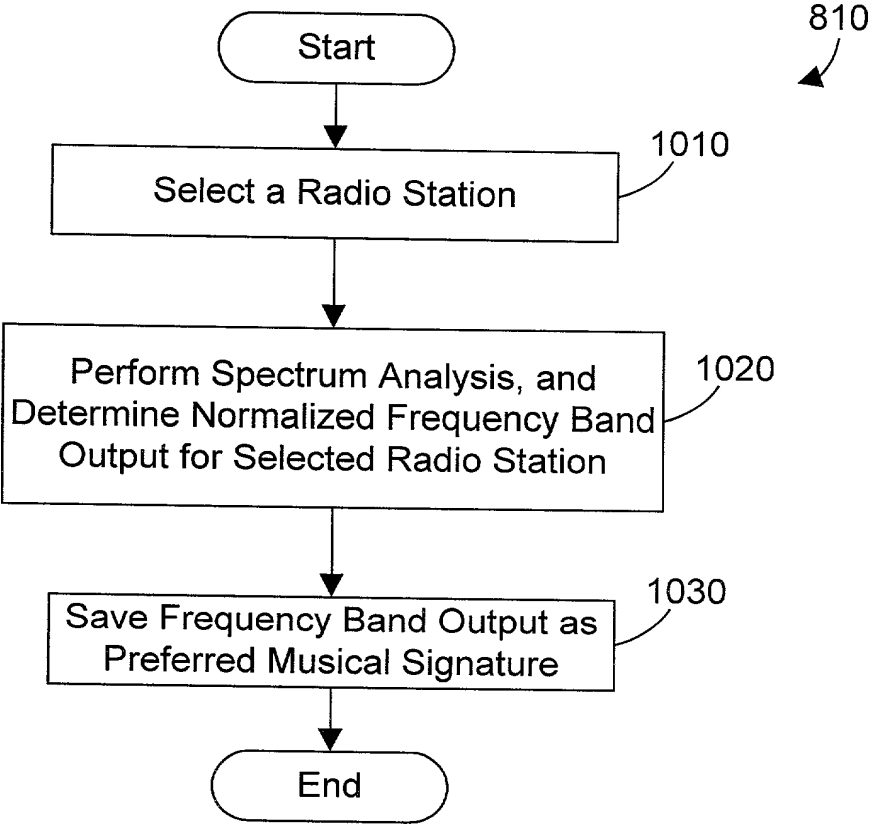 810
Start
1010
Select a Radio Station
1020
Perform Spectrum Analysis, and
Determine Normalized Frequency Band
Output for Selected Radio Station
1030
Save Frequency Band Output as
Preferred Musical Signature
End